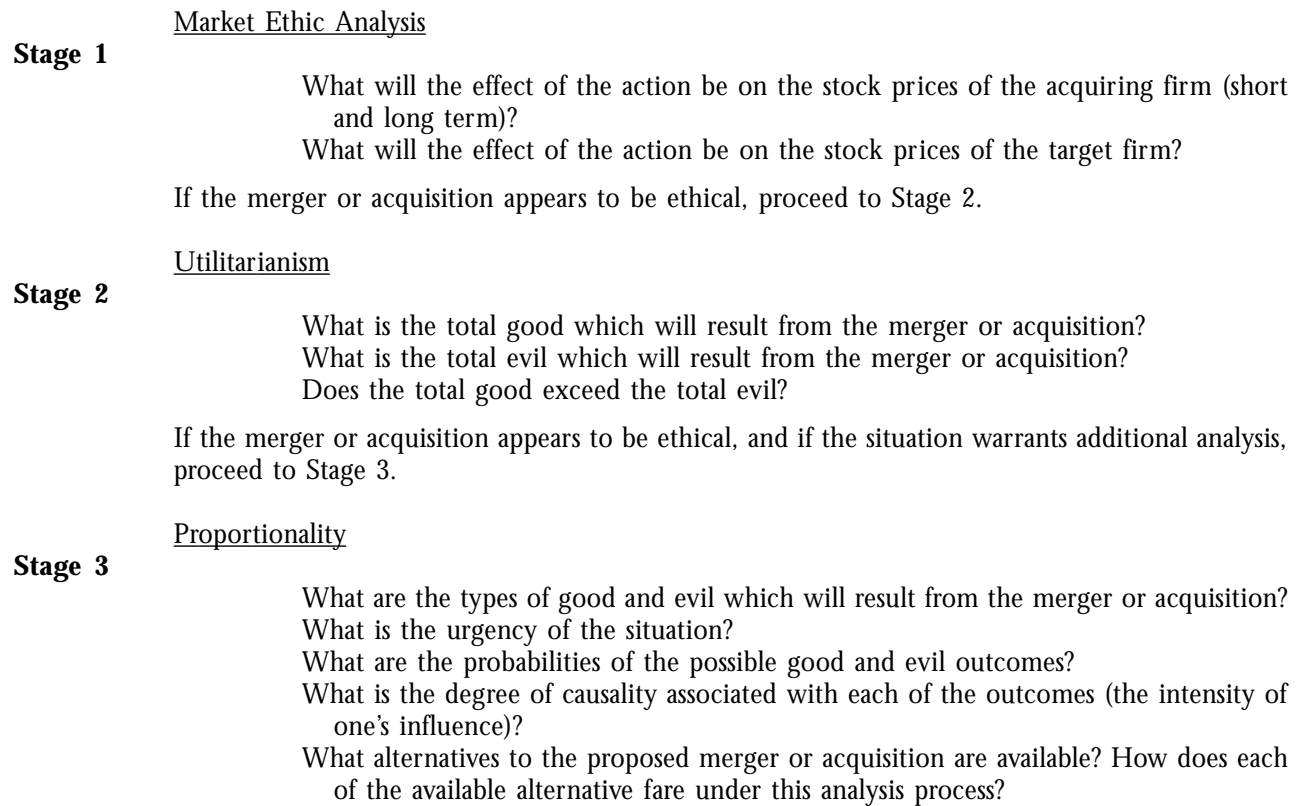 Market Ethic Analysis
Stage 1
What will the effect of the action be on the stock prices of the acquiring firm (short
and long term)?
What will the effect of the action be on the stock prices of the target firm?
If the merger or acquisition appears to be ethical, proceed to Stage 2.
Utilitarianism
Stage 2
What is the total good which will result from the merger or acquisition?
What is the total evil which will result from the merger or acquisition?
Does the total good exceed the total evil?
If the merger or acquisition appears to be ethical, and if the situation warrants additional analysis,
proceed to Stage 3.
Proportionality
Stage 3
What are the types of good and evil which will result from the merger or acquisition?
What is the urgency of the situation?
What are the probabilities of the possible good and evil outcomes?
What is the degree of causality associated with each of the outcomes (the intensity of
one's influence)?
What alternatives to the proposed merger or acquisition are available? How does each
of the available alternative fare under this analysis process?